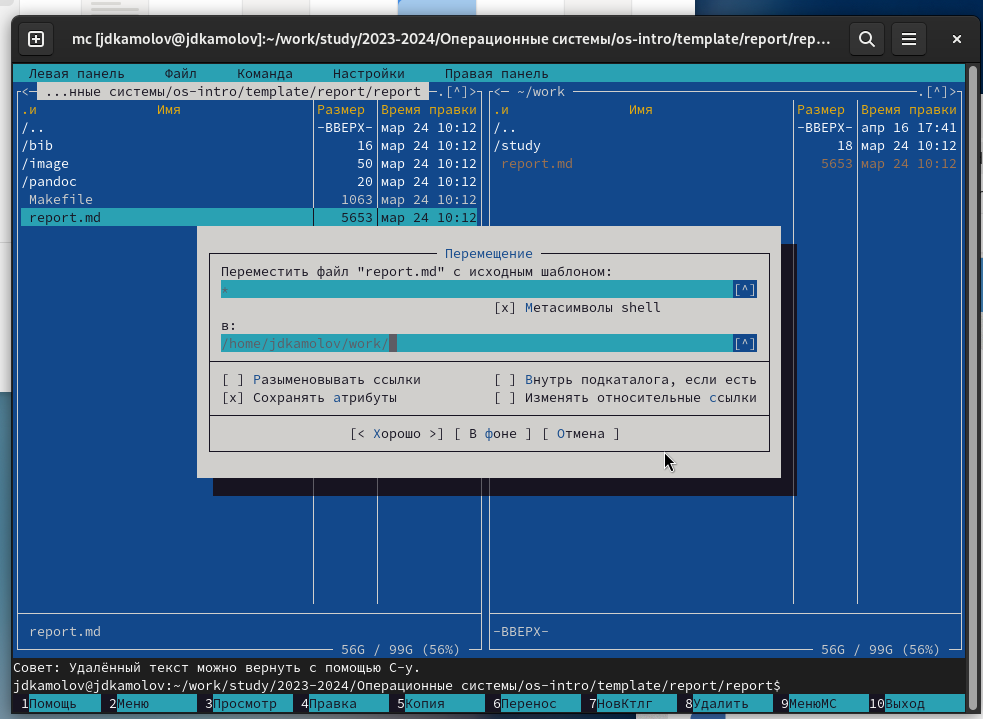 mc [jdkamolov@jdkamolov]:~/work/study/2023-2024/Операционные системы/os-intro/template/report/rep...
Левая панель Файл Команда Настройки Правая панель
<— ...нные системы/os-intro/template/report/report —.[^]>
.и Имя Размер Время правки
/.. -ВВЕРХ- мар 24 10:12
/bib 16 мар 24 10:12
/image 50 мар 24 10:12
/pandoc 20 мар 24 10:12
Makefile 1063 мар 24 10:12
report.md 5653 мар 24 10:12
<— ~/work .[^]>
.и Имя Размер Время правки
/.. -ВВЕРХ- апр 16 17:41
/study 18 мар 24 10:12
report.md 5653 мар 24 10:12
Перемещение
Переместить файл "report.md" с исходным шаблоном:
* [^]
[x] Метасимволы shell
в:
/home/jdkamolov/work/ [^]
[ ] Разыменовывать ссылки [ ] Внутрь подкаталога, если есть
[x] Сохранять атрибуты [ ] Изменять относительные ссылки
[< Хорошо >] [ В фоне ] [ Отмена ]
report.md
56G / 99G (56%)
-ВВЕРХ-
56G / 99G (56%)
Совет: Удалённый текст можно вернуть с помощью C-y.
jdkamolov@jdkamolov:~/work/study/2023-2024/Операционные системы/os-intro/template/report/report$
1Помощь 2Меню 3Просмотр 4Правка 5Копия 6Перенос 7НовКтлг 8Удалить 9МенюМС 10Выход